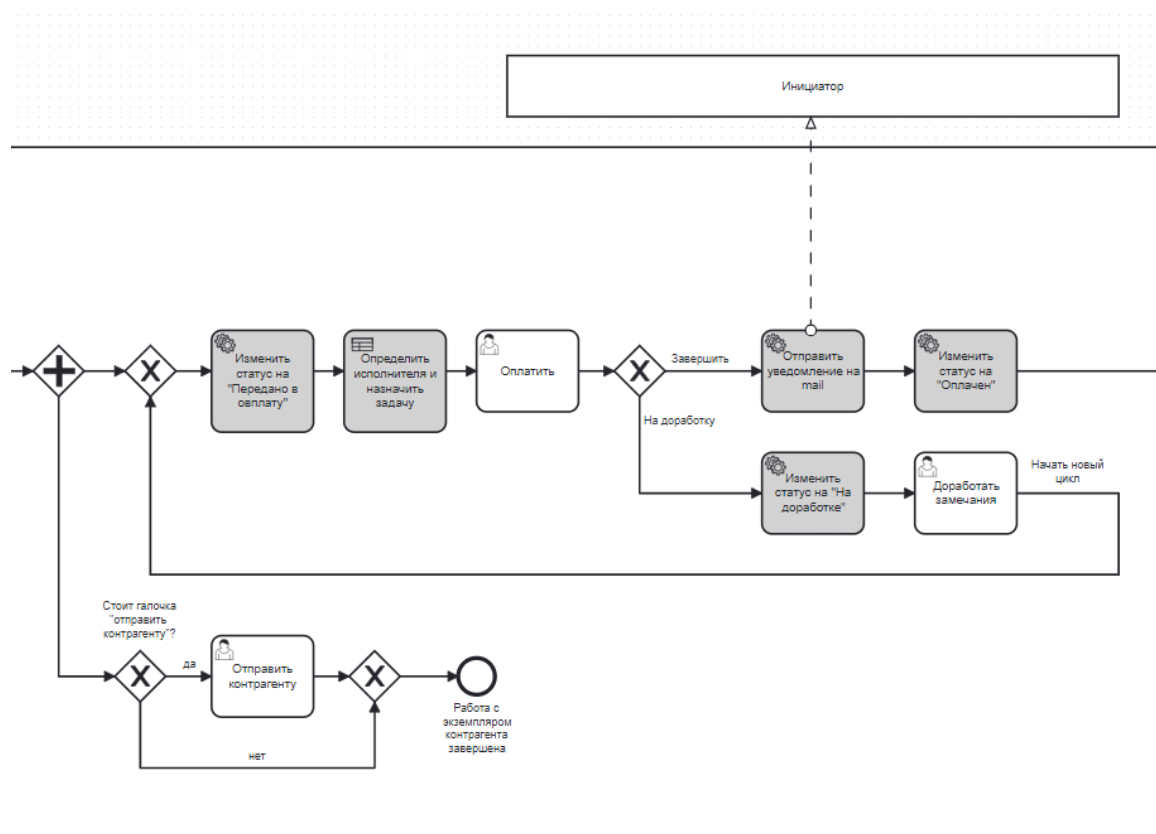 Инициатор
Изменить
статус на
"Передано в
овплату"
Определить
исполнителя и
назначить
задачу
Оплатить
Завершить
На доработку
Отправить
уведомление на
mail
Изменить
статус на
"Оплачен"
Изменить
статус на "На
доработке"
Доработать
замечания
Начать новый
цикл
Стоит галочка
"отправить
контрагенту"?
да
Отправить
контрагенту
нет
Работа с
экземпляром
контрагента
завершена